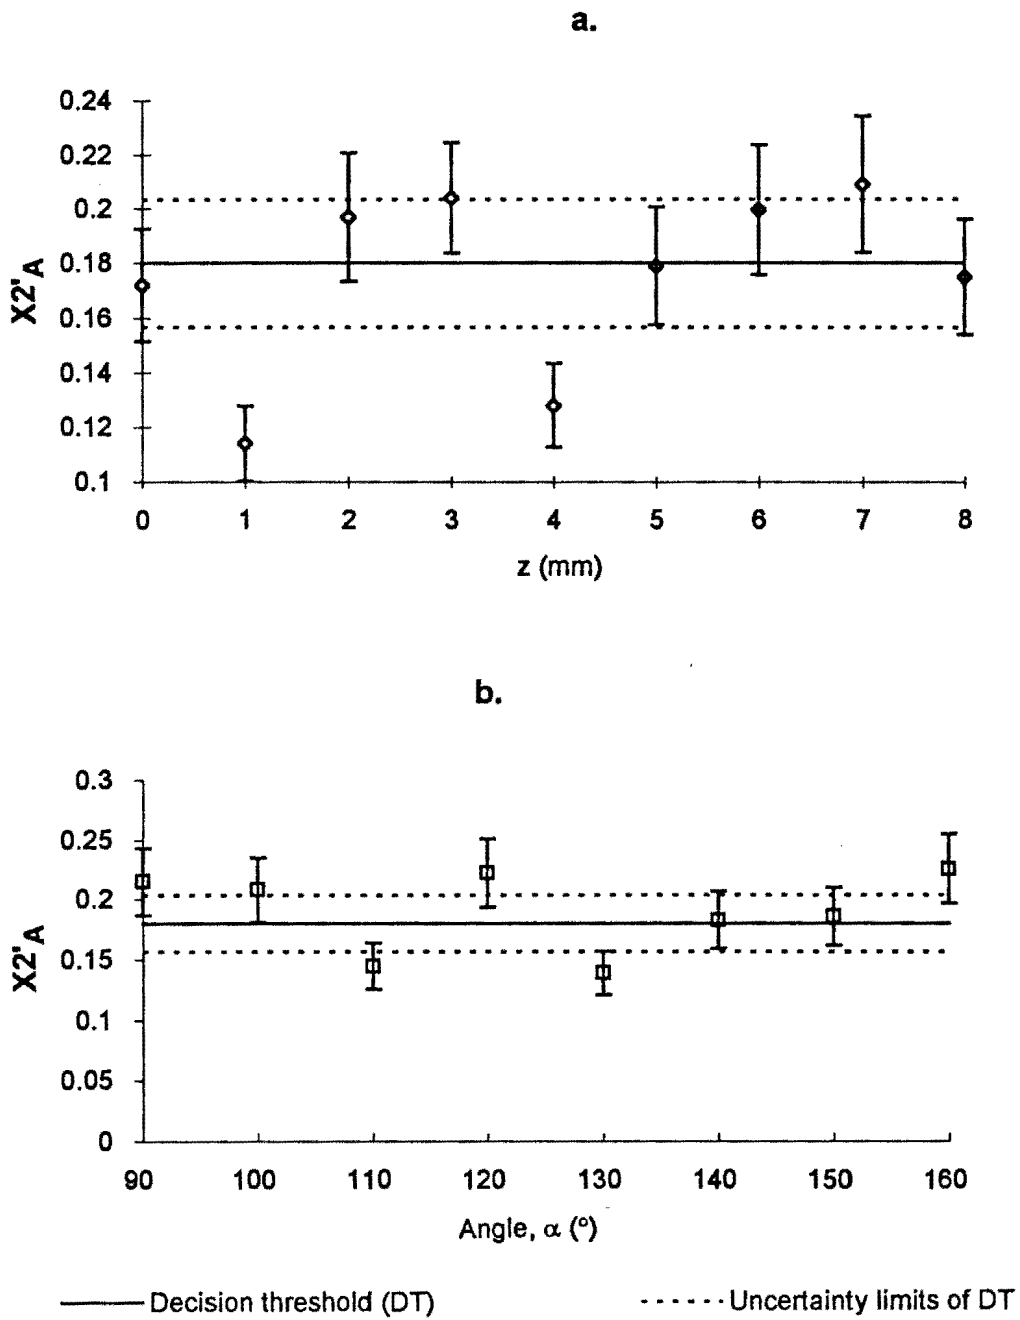 a.
0.24
0.22
0.2
0.18
0.16
0.14
0.12
0.1
X2'A
0 1 2 3 4 5 6 7 8
z (mm)
b.
0.3
0.25
0.2
0.15
0.1
0.05
0
X2'A
90 100 110 120 130 140 150 160
Angle, α (°)
Decision threshold (DT) Uncertainty limits of DT